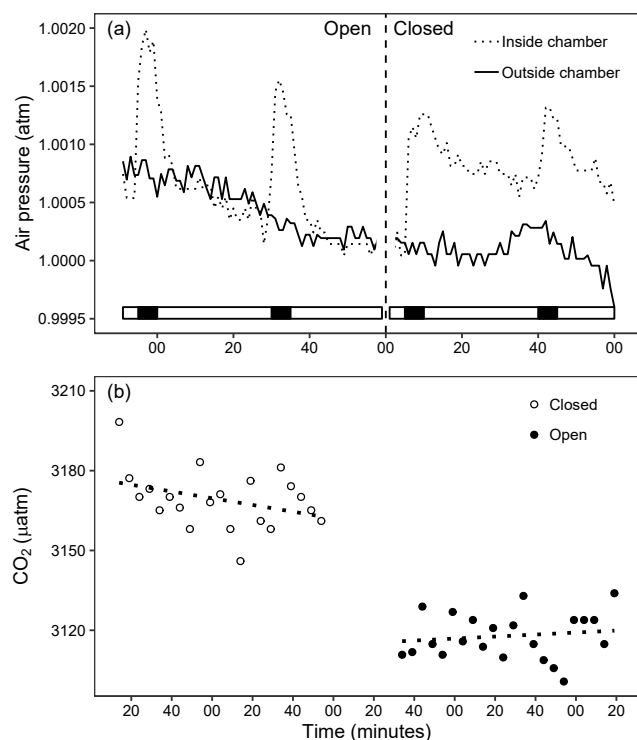 (a) Open Closed
Inside chamber
Outside chamber
Air pressure (atm)
1.0020
1.0015
1.0010
1.0005
1.0000
0.9995
00 20 40 00 20 40 00
(b)
Closed
Open
CO₂ (µatm)
3210
3180
3150
3120
20 40 00 20 40 00 20 40 00 20 40 00 20
Time (minutes)